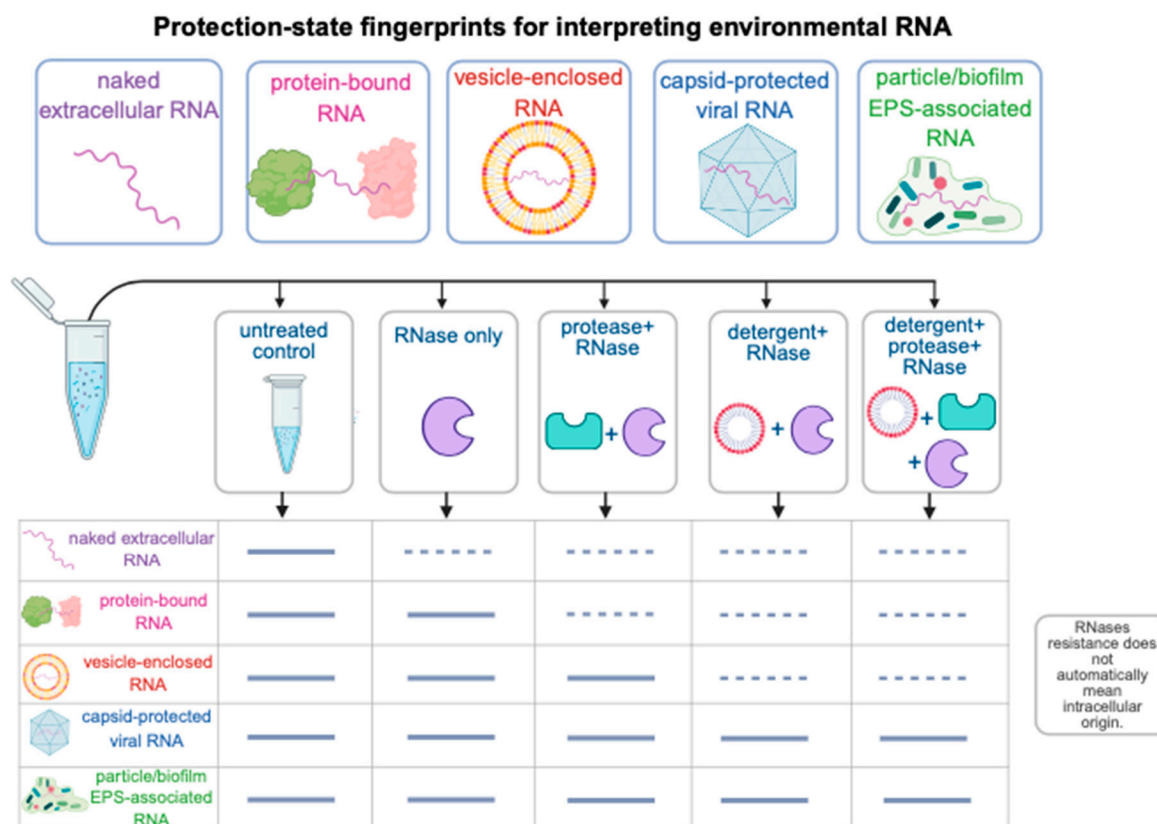 Protection-state fingerprints for interpreting environmental RNA
naked
extracellular RNA
protein-bound
RNA
vesicle-enclosed
RNA
capsid-protected
viral RNA
particle/biofilm
EPS-associated
RNA
untreated
control
RNase only
protease+
RNase
detergent+
RNase
detergent+
protease+
RNase
+
+
+
+
naked extracellular
RNA
protein-bound
RNA
vesicle-enclosed
RNA
capsid-protected
viral RNA
particle/biofilm
EPS-associated
RNA
RNases
resistance does
not
automatically
mean
intracellular
origin.